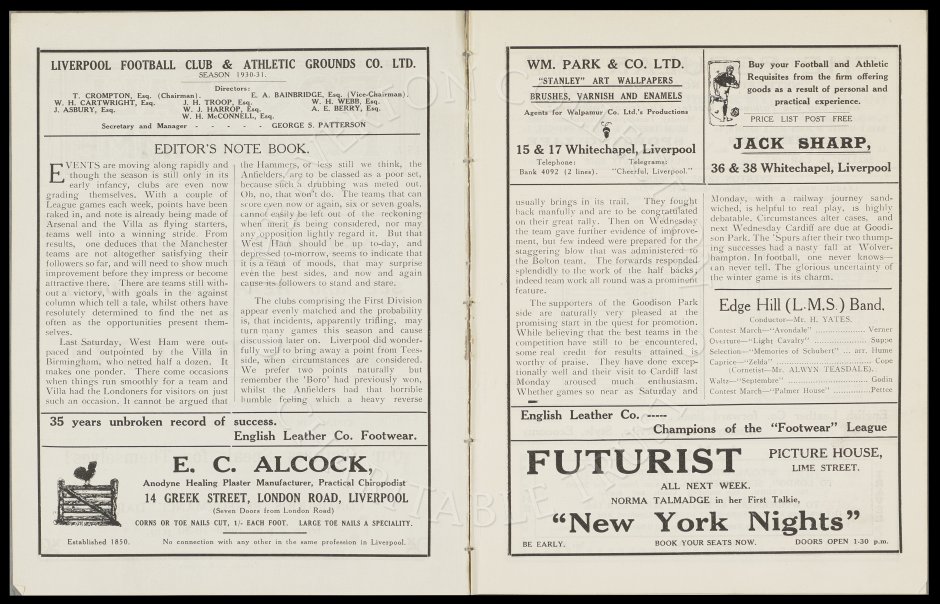 LIVERPOOL FOOTBALL CLUB & ATHLETIC GROUNDS CO. LTD.
SEASON 1930-31.
Directors:
T. CROMPTON, Esq. (Chairman). E. A. BAINBRIDGE, Esq. (Vice-Chairman).
W. H. CARTWRIGHT, Esq. J. H. TROOP, Esq. W. H. WEBB, Esq.
J. ASBURY, Esq. W. J. HARROP, Esq. A. E. BERRY, Esq.
W. H. McCONNELL, Esq.
Secretary and Manager - - - - - - GEORGE S. PATTERSON
EDITOR'S NOTE BOOK.
EVENTS are moving along rapidly and
though the season is still only in its
early infancy, clubs are even now
grading themselves. With a couple of
League games each week, points have been
raked in, and note is already being made of
Arsenal and the Villa as flying starters,
teams well into a winning stride. From
results, one deduces that the Manchester
teams are not altogether satisfying their
followers so far, and will need to show much
improvement before they impress or become
attractive there. There are teams still with-
out a victory, with goals in the against
column which tell a tale, whilst others have
resolutely determined to find the net as
often as the opportunities present them-
selves.
Last Saturday, West Ham were out-
paced and outpointed by the Villa in
Birmingham, who netted half a dozen. It
makes one ponder. There come occasions
when things run smoothly for a team and
Villa had the Londoners for visitors on just
such an occasion. It cannot be argued that
the Hammers, or less still we think, the
Anfielders, are to be classed as a poor set,
because such a drubbing was meted out.
Oh, no, that won't do. The teams that can
score even now or again, six or seven goals,
cannot easily be left out of the reckoning
when merit is being considered, nor may
any opposition lightly regard it. But that
West Ham should be up to-day, and
depressed to-morrow, seems to indicate that
it is a team of moods, that may surprise
even the best sides, and now and again
cause its followers to stand and stare.
The clubs comprising the First Division
appear evenly matched and the probability
is, that incidents, apparently trifling, may
turn many games this season and cause
discussion later on. Liverpool did wonder-
fully well to bring away a point from Tees-
side, when circumstances are considered.
We prefer two points naturally but
remember the 'Boro' had previously won,
whilst the Anfielders had that horrible
humble feeling which a heavy reverse
35 years unbroken record of success.
English Leather Co. Footwear.
E. C. ALCOCK,
Anodyne Healing Plaster Manufacturer, Practical Chiropodist
14 GREEK STREET, LONDON ROAD, LIVERPOOL
(Seven Doors from London Road)
CORNS OR TOE NAILS CUT, 1/- EACH FOOT. LARGE TOE NAILS A SPECIALITY.
Established 1850. No connection with any other in the same profession in Liverpool.
WM. PARK & CO. LTD.
"STANLEY" ART WALLPAPERS
BRUSHES, VARNISH AND ENAMELS
Agents for Walpamur Co. Ltd.'s Productions
15 & 17 Whitechapel, Liverpool
Telephone: Telegrams:
Bank 4092 (2 lines). "Cheerful, Liverpool."
Buy your Football and Athletic
Requisites from the firm offering
goods as a result of personal and
practical experience.
PRICE LIST POST FREE
JACK SHARP,
36 & 38 Whitechapel, Liverpool
usually brings in its trail. They fought
back manfully and are to be congratulated
on their great rally. Then on Wednesday
the team gave further evidence of improve-
ment, but few indeed were prepared for the
staggering blow that was administered to
the Bolton team. The forwards responded
splendidly to the work of the half backs,
indeed team work all round was a prominent
feature.
The supporters of the Goodison Park
side are naturally very pleased at the
promising start in the quest for promotion.
While believing that the best teams in the
competition have still to be encountered,
some real credit for results attained is
worthy of praise. They have done excep-
tionally well and their visit to Cardiff last
Monday aroused much enthusiasm.
Whether games so near as Saturday and
Monday, with a railway journey sand-
wiched, is helpful to real play, is highly
debatable. Circumstances alter cases, and
next Wednesday Cardiff are due at Goodi-
son Park. The 'Spurs after their two thump-
ing successes had a nasty fall at Wolver-
hampton. In football, one never knows—
can never tell. The glorious uncertainty of
the winter game is its charm.
Edge Hill (L.M.S.) Band.
Conductor—Mr. H. YATES.
Contest March—"Avondale" Verner
Overture—"Light Cavalry" Suppe
Selection—"Memories of Schubert" ... arr. Hume
Caprice—"Zelda" Cope
(Cornetist—Mr. ALWYN TEASDALE).
Waltz—"Septembre" Godin
Contest March—"Palmer House" Pettee
English Leather Co. -----
Champions of the "Footwear" League
FUTURIST PICTURE HOUSE,
LIME STREET.
ALL NEXT WEEK.
NORMA TALMADGE in her First Talkie,
"New York Nights"
BE EARLY. BOOK YOUR SEATS NOW. DOORS OPEN 1-30 p.m.